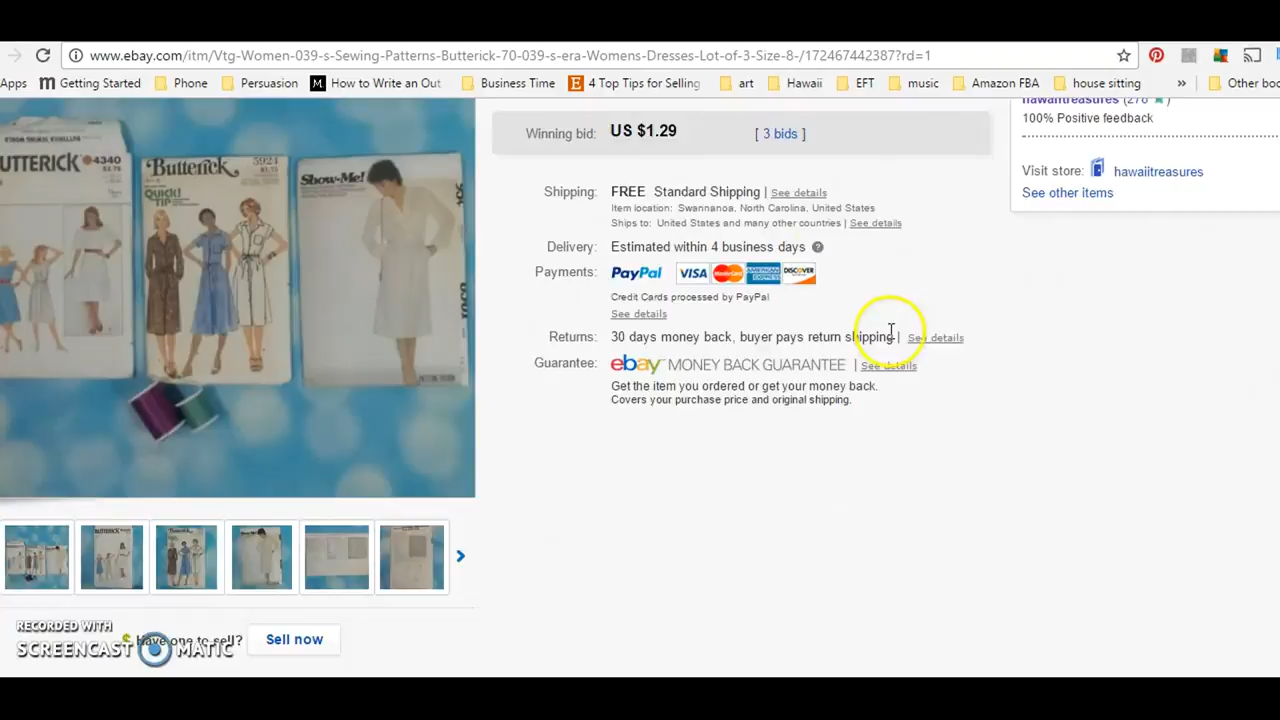 www.ebay.com/itm/Vtg-Women-039-s-Sewing-Patterns-Butterick-70-039-s-era-Womens-Dresses-Lot-of-3-Size-8-/172467442387?rd=1
Apps Getting Started Phone Persuasion How to Write an Out Business Time 4 Top Tips for Selling art Hawaii EFT music Amazon FBA house sitting » Other boo
hawaiitreasures (276
100% Positive feedback
Winning bid: US $1.29 [ 3 bids ]
Visit store: hawaiitreasures
See other items
Shipping: FREE Standard Shipping | See details
Item location: Swannanoa, North Carolina, United States
Ships to: United States and many other countries | See details
Delivery: Estimated within 4 business days
Payments: PayPal VISA MasterCard AMERICAN EXPRESS DISCOVER
Credit Cards processed by PayPal
See details
Returns: 30 days money back, buyer pays return shipping | See details
Guarantee: ebay MONEY BACK GUARANTEE | See details
Get the item you ordered or get your money back.
Covers your purchase price and original shipping.
UTTERICK 4340
Butterick 5924
QUICK! TIP
Show-Me!
Have one to sell? Sell now
RECORDED WITH
SCREENCAST MATIC